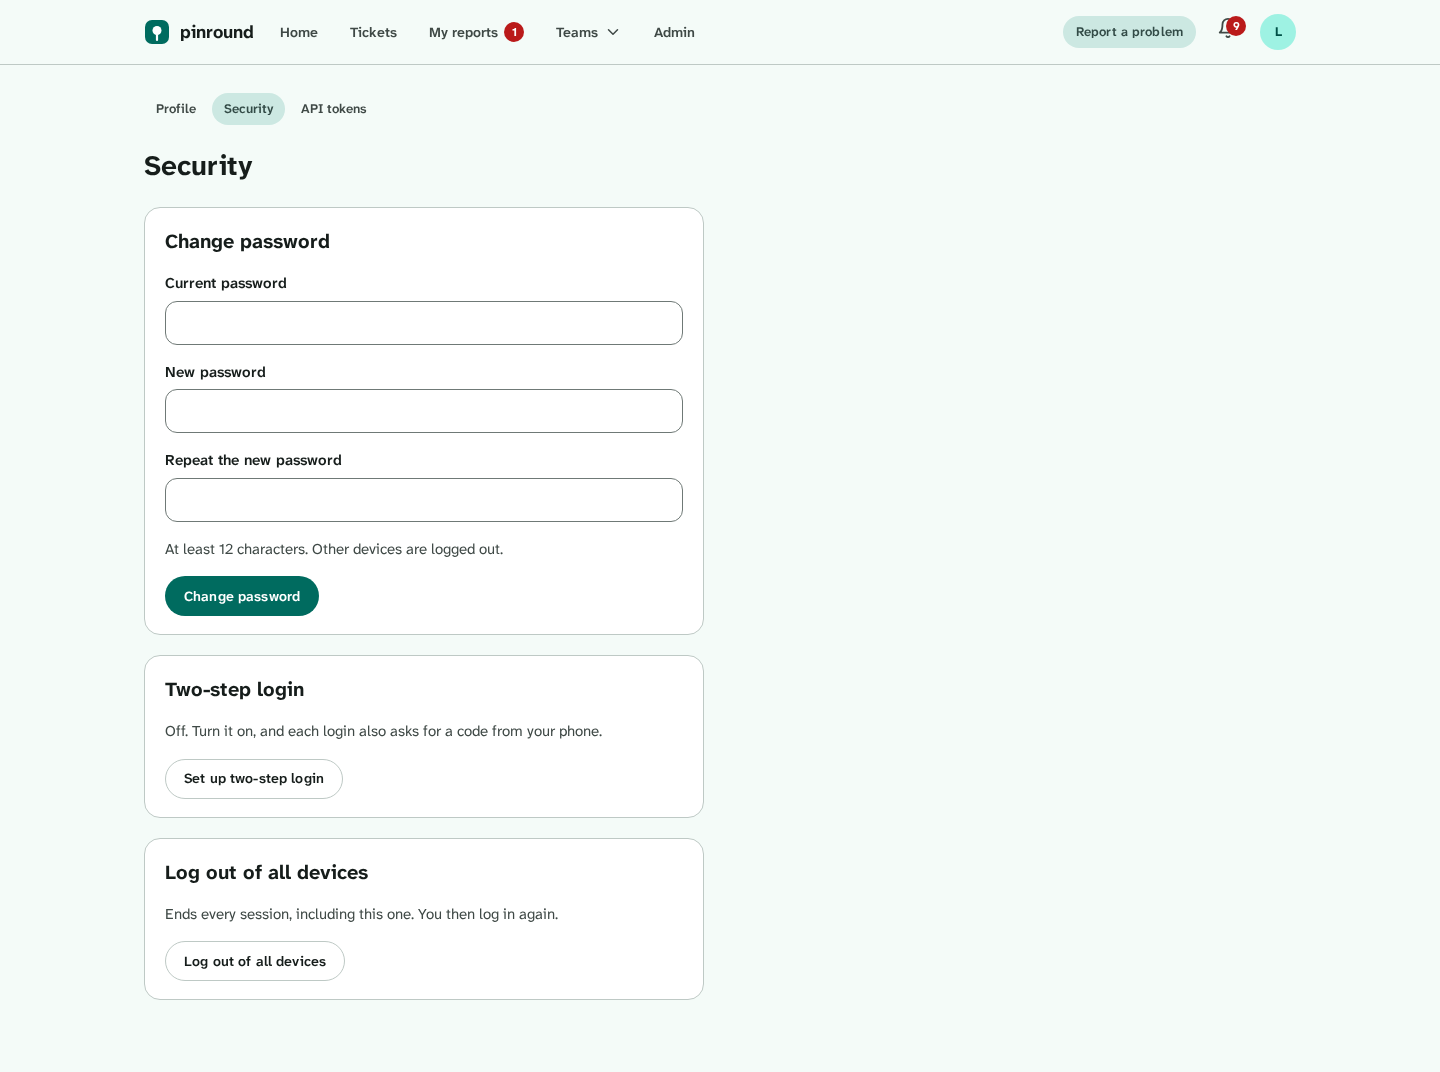 pinround Home Tickets My reports 1 Teams Admin Report a problem 9 L
Profile Security API tokens
Security
Change password
Current password
New password
Repeat the new password
At least 12 characters. Other devices are logged out.
Change password
Two-step login
Off. Turn it on, and each login also asks for a code from your phone.
Set up two-step login
Log out of all devices
Ends every session, including this one. You then log in again.
Log out of all devices